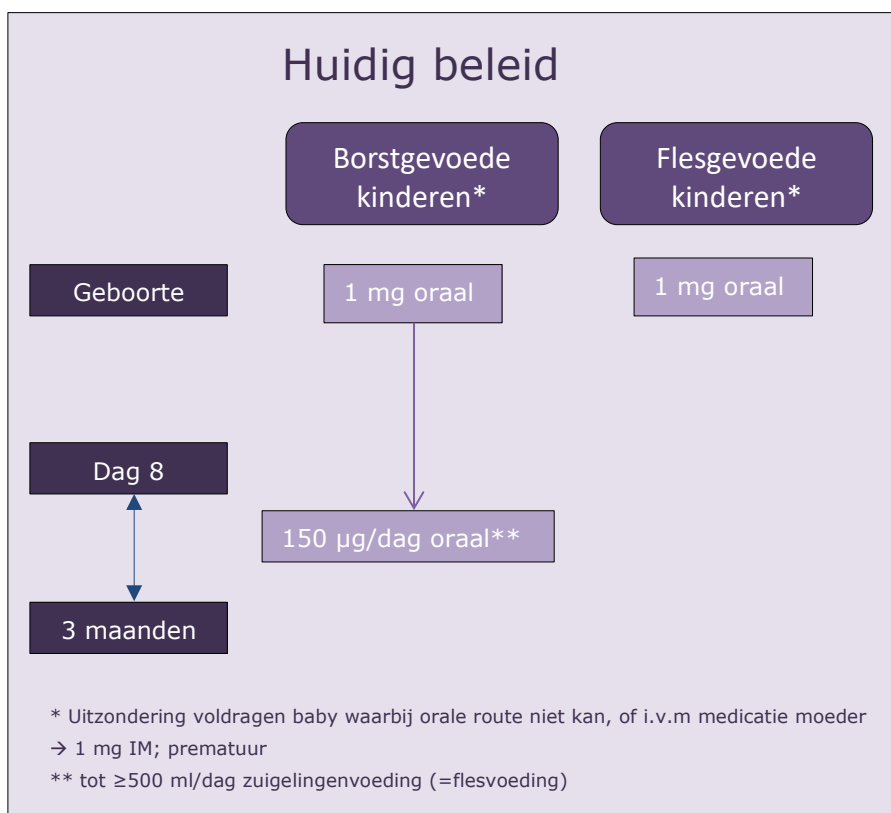 Huidig beleid
Borstgevoede
kinderen*
Flesgevoede
kinderen*
Geboorte
1 mg oraal
1 mg oraal
Dag 8
150 µg/dag oraal**
3 maanden
* Uitzondering voldragen baby waarbij orale route niet kan, of i.v.m medicatie moeder
→ 1 mg IM; prematuur
** tot ≥500 ml/dag zuigelingenvoeding (=flesvoeding)